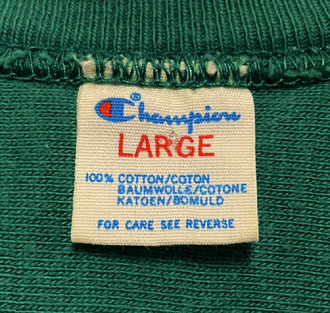 Champion®
LARGE
100% COTTON/COTON
BAUMWOLLE/COTONE
KATOEN/BOMULD
FOR CARE SEE REVERSE